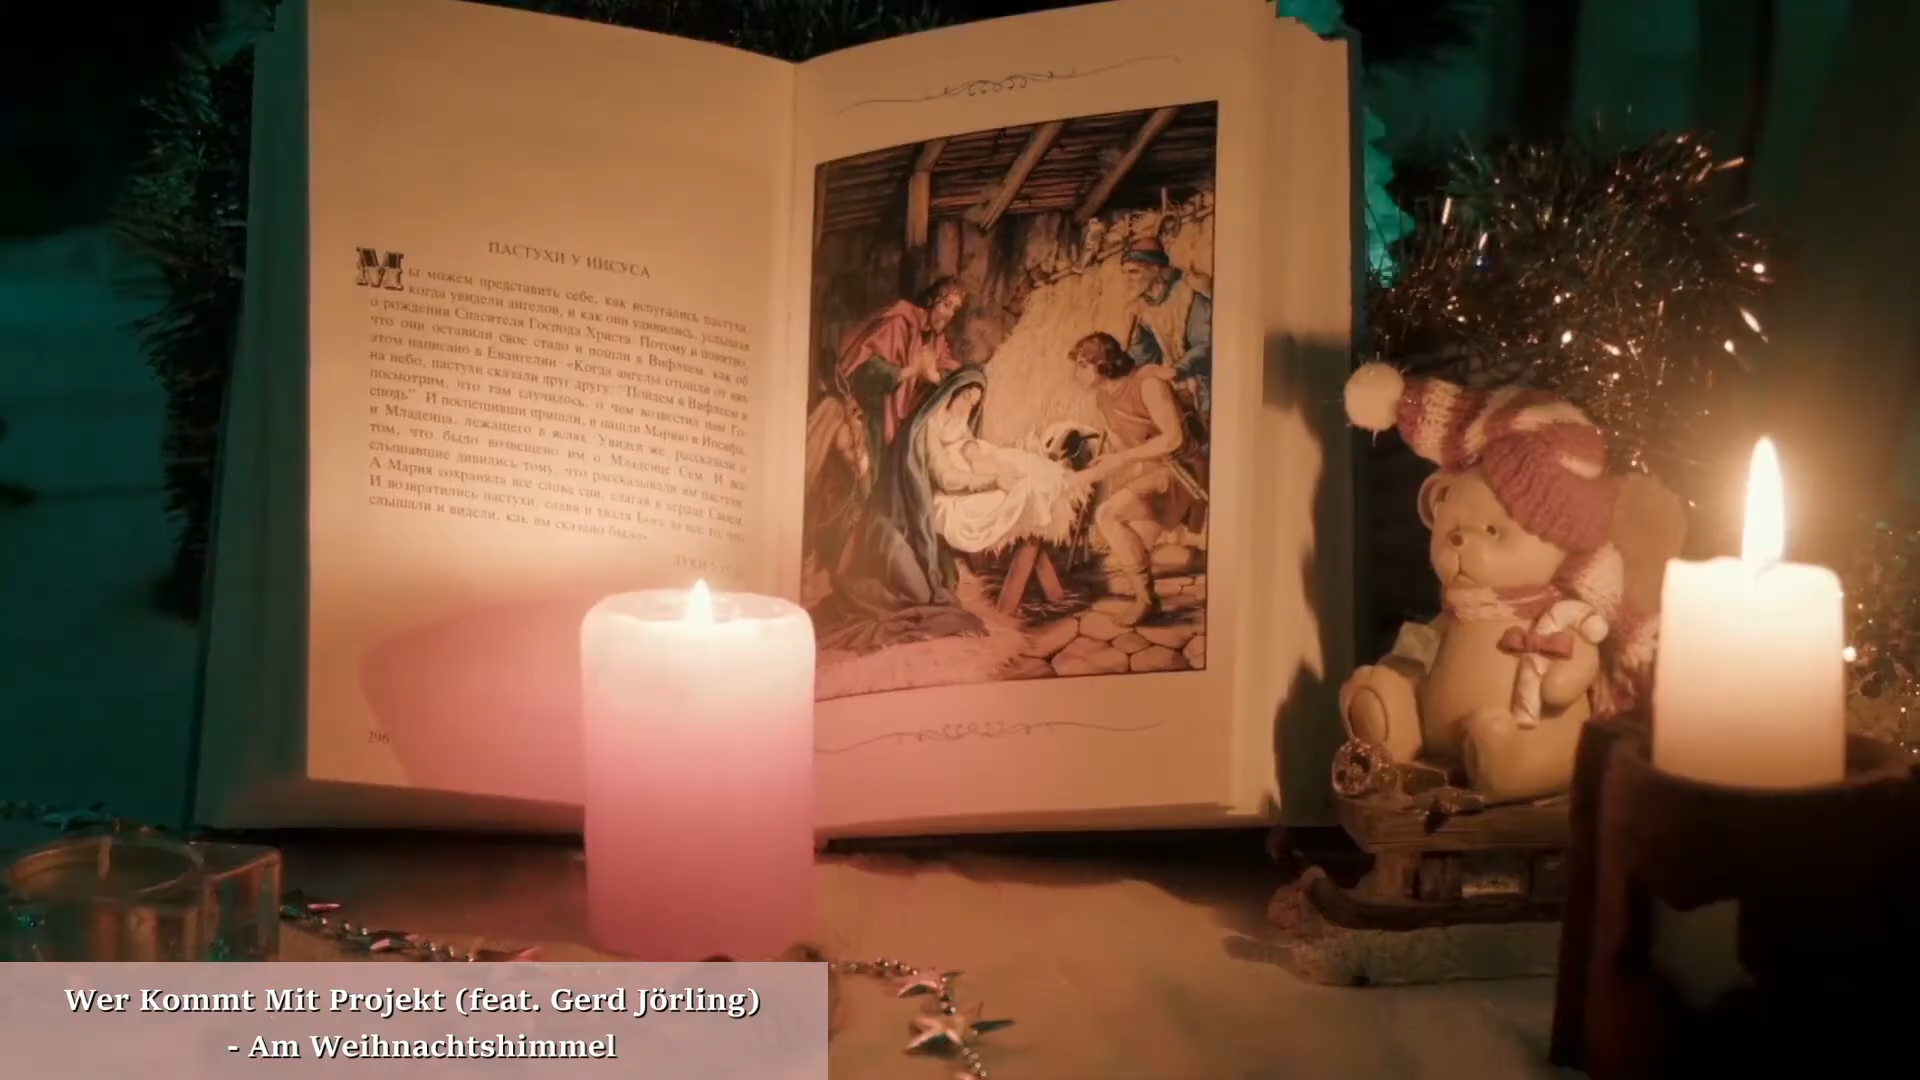 ПАСТУХИ У ИИСУСА
Мы можем представить себе, как испугались пастухи,
когда увидели ангелов, и как они удивились, услышав
о рождении Спасителя Господа Христа. Потому и понятно,
что они оставили свое стадо и пошли в Вифлеем, как об
этом написано в Евангелии: «Когда ангелы отошли от них
на небо, пастухи сказали друг другу: "Пойдем в Вифлеем и
посмотрим, что там случилось, о чем возвестил нам Го-
сподь". И поспешивши пришли, и нашли Марию и Иосифа,
и Младенца, лежащего в яслях. Увидев же, рассказали о
том, что было возвещено им о Младенце Сем. И все
слышавшие дивились тому, что рассказывали им пастухи.
А Мария сохраняла все слова сии, слагая в сердце Своем.
И возвратились пастухи, славя и хваля Бога за все то, что
слышали и видели, как им сказано было»
ЛУКИ
296
Wer Kommt Mit Projekt (feat. Gerd Jörling)
- Am Weihnachtshimmel